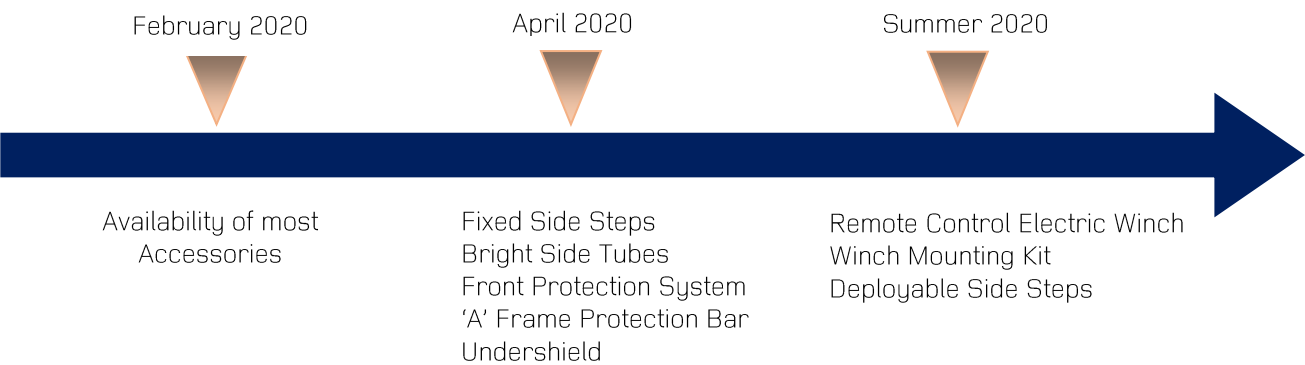 February 2020
April 2020
Summer 2020
Availability of most
Accessories
Fixed Side Steps
Bright Side Tubes
Front Protection System
‘A’ Frame Protection Bar
Undershield
Remote Control Electric Winch
Winch Mounting Kit
Deployable Side Steps